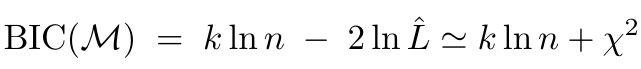 BIC(ℳ) = k ln n − 2 ln L̂ ≃ k ln n + χ²